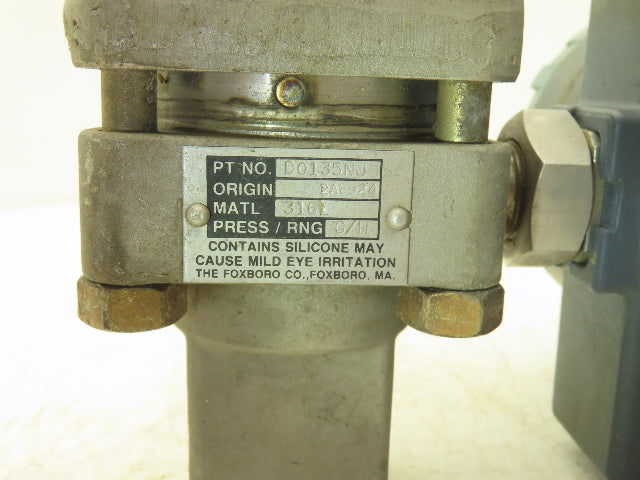 PT NO. D0135NJ
ORIGIN
MATL 316L
PRESS / RNG G/H
CONTAINS SILICONE MAY
CAUSE MILD EYE IRRITATION
THE FOXBORO CO., FOXBORO, MA.